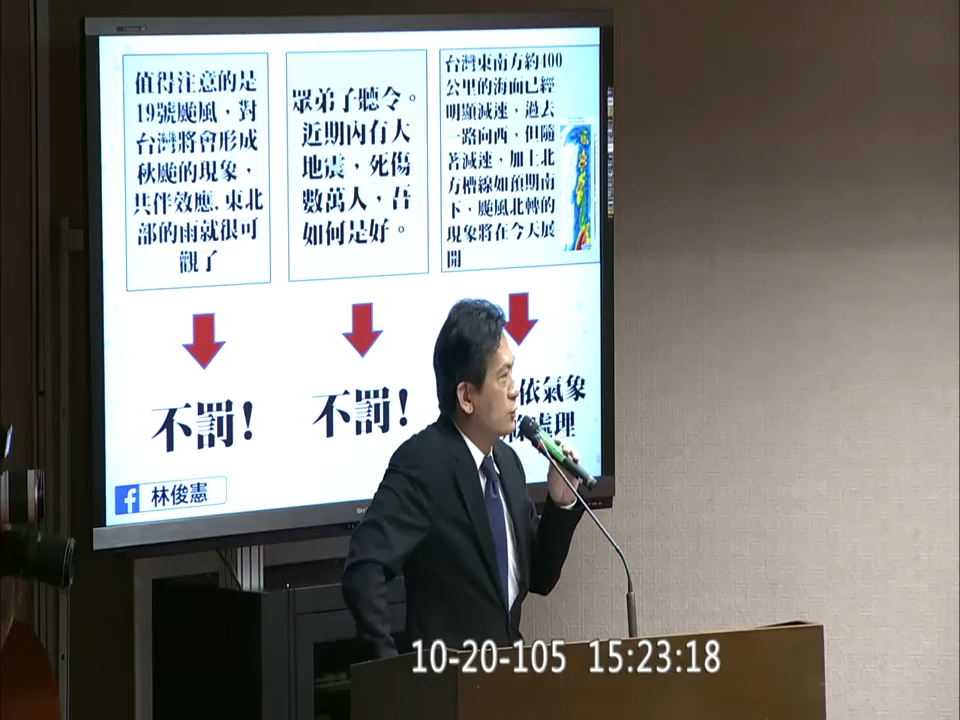 值得注意的是
19號颱風,對
台灣將會形成
秋颱的現象,
共伴效應.東北
部的雨就很可
觀了
眾弟子聽令。
近期內有大
地震,死傷
數萬人,吾
如何是好。
台灣東南方約400
公里的海面已經
明顯減速,過去
一路向西,但隨
著減速,加上北
方槽線如預期南
下,颱風北轉的
現象將在今天展
開
不罰!
不罰!
依氣象
處理
林俊憲
10-20-105 15:23:18